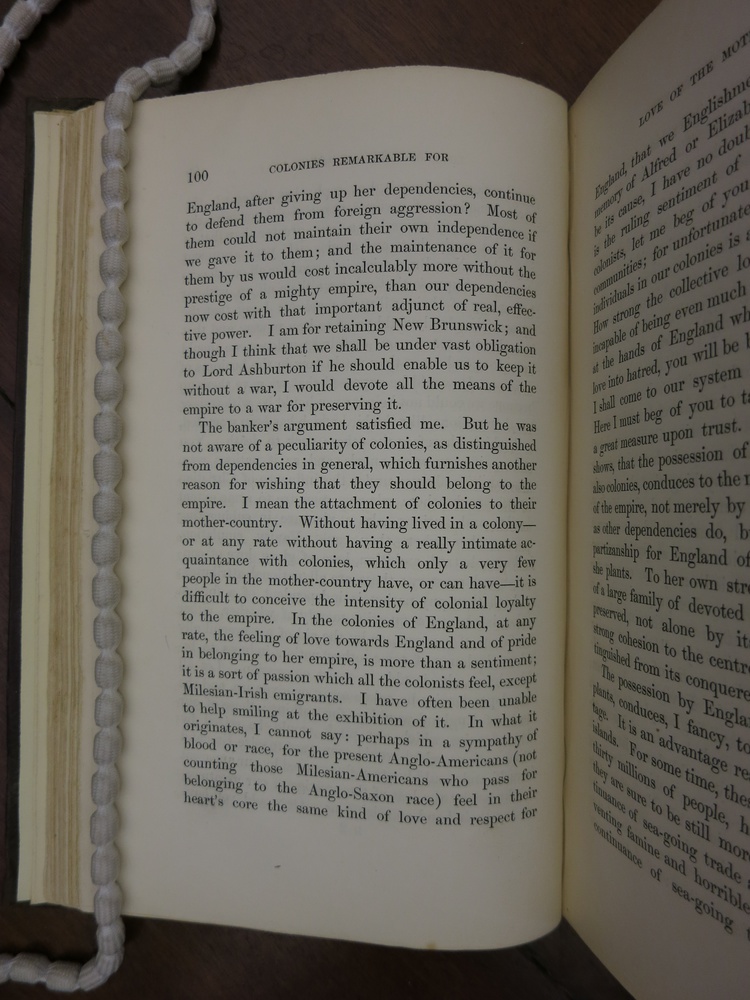 100
COLONIES REMARKABLE FOR
England, after giving up her dependencies, continue
to defend them from foreign aggression? Most of
them could not maintain their own independence if
we gave it to them; and the maintenance of it for
them by us would cost incalculably more without the
prestige of a mighty empire, than our dependencies
now cost with that important adjunct of real, effec-
tive power. I am for retaining New Brunswick; and
though I think that we shall be under vast obligation
to Lord Ashburton if he should enable us to keep it
without a war, I would devote all the means of the
empire to a war for preserving it.
The banker's argument satisfied me. But he was
not aware of a peculiarity of colonies, as distinguished
from dependencies in general, which furnishes another
reason for wishing that they should belong to the
empire. I mean the attachment of colonies to their
mother-country. Without having lived in a colony—
or at any rate without having a really intimate ac-
quaintance with colonies, which only a very few
people in the mother-country have, or can have—it is
difficult to conceive the intensity of colonial loyalty
to the empire. In the colonies of England, at any
rate, the feeling of love towards England and of pride
in belonging to her empire, is more than a sentiment;
it is a sort of passion which all the colonists feel, except
Milesian-Irish emigrants. I have often been unable
to help smiling at the exhibition of it. In what it
originates, I cannot say: perhaps in a sympathy of
blood or race, for the present Anglo-Americans (not
counting those Milesian-Americans who pass for
belonging to the Anglo-Saxon race) feel in their
heart's core the same kind of love and respect for
LOVE OF THE
England, that we
memory of Alfred or
be its cause, I have no
is the ruling sentiment of
colonists, let me beg of you
communities; for
individuals in our colonies is
How strong the collective
incapable of being even much
at the hands of England
love into hatred, you will be
I shall come to our system
Here I must beg of you to
a great measure upon trust.
shows, that the possession of
also colonies, conduces to the
of the empire, not merely by
as other dependencies do,
partizanship for England
she plants. To her own
of a large family of devoted
preserved, not alone by
strong cohesion to the
tinguished from its
The possession by
plants, conduces, I fancy,
tage. It is an advantage
islands. For some time,
thirty millions of people,
they are sure to be still
tinuance of sea-going trade
venting famine and
continuance of sea-going